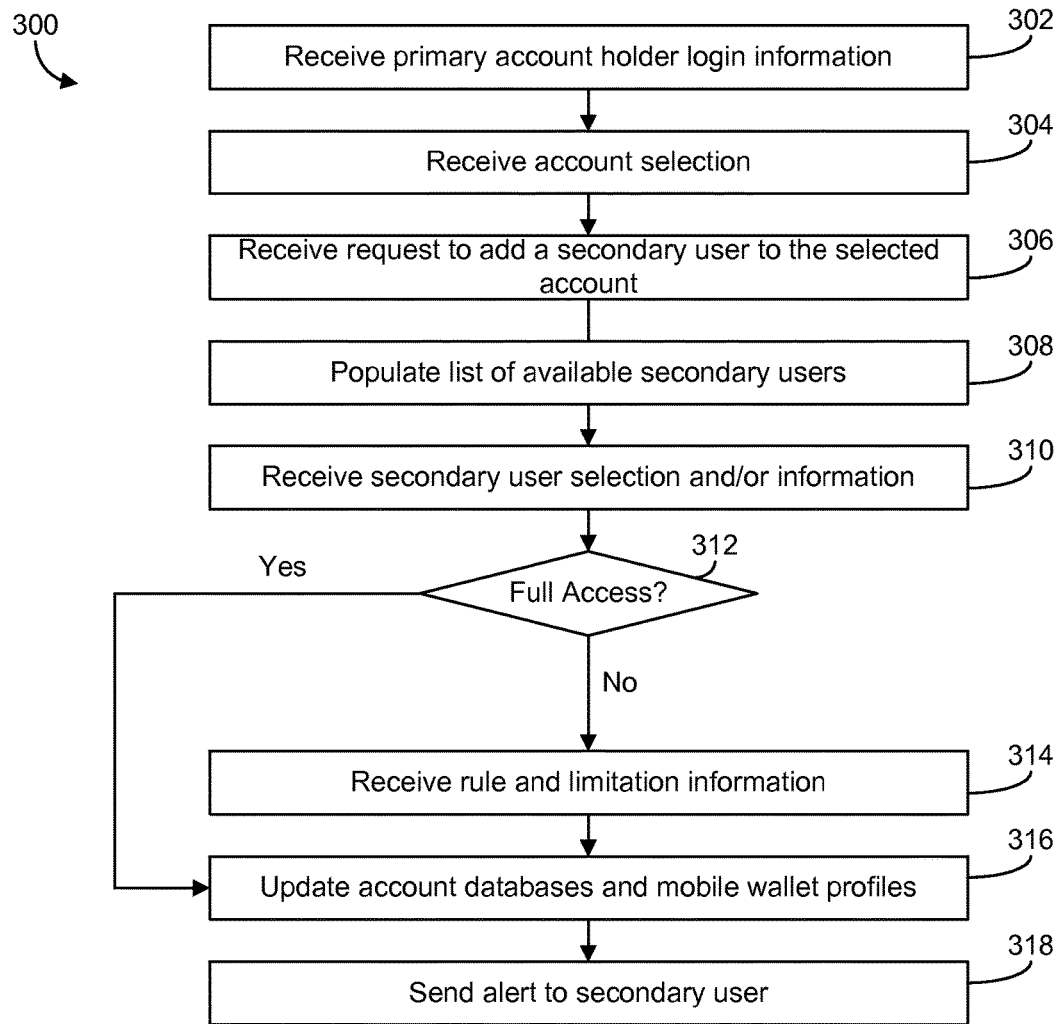 300
302
Receive primary account holder login information
304
Receive account selection
306
Receive request to add a secondary user to the selected
account
308
Populate list of available secondary users
310
Receive secondary user selection and/or information
312
Yes
Full Access?
No
314
Receive rule and limitation information
316
Update account databases and mobile wallet profiles
318
Send alert to secondary user